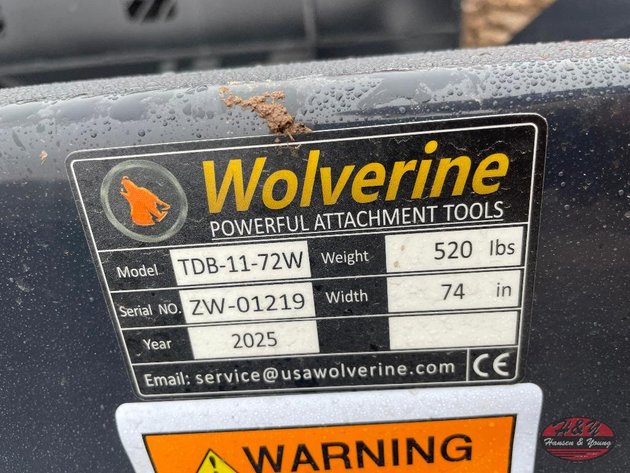 Wolverine
POWERFUL ATTACHMENT TOOLS
Model TDB-11-72W Weight 520 lbs
Serial NO. ZW-01219 Width 74 in
Year 2025
Email: service@usawolverine.com CE
WARNING
H&Y
Hansen & Young